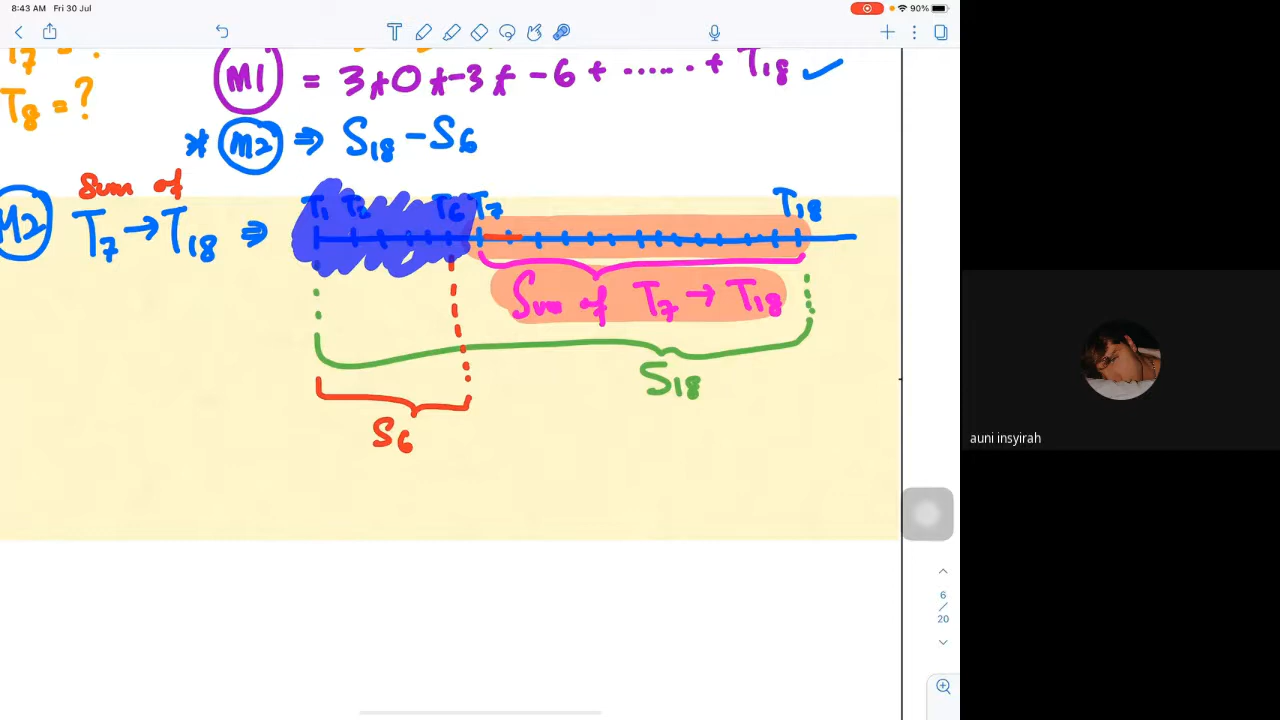 8:43 AM Fri 30 Jul
90%
T7 = ?
T8 = ?
M1 = 3 + 0 + -3 + -6 + ...... + T18 ✓
* M2 ⇒ S18 - S6
M2 Sum of
T7 → T18 ⇒
T1 T2 T6 T7 T18
Sum of T7 → T18
S18
S6
auni insyirah
6
/
20